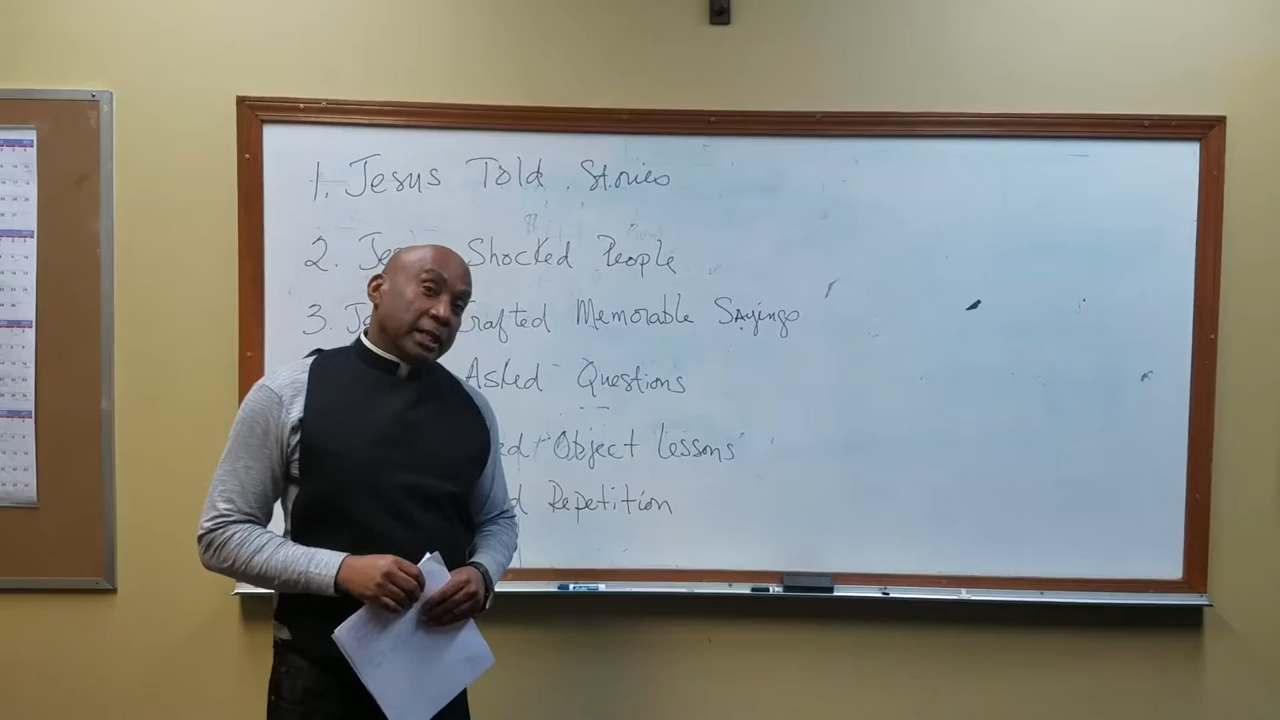 1. Jesus Told Stories
2. Shocked People
3. Crafted Memorable Sayings
Asked Questions
Object Lessons
Repetition